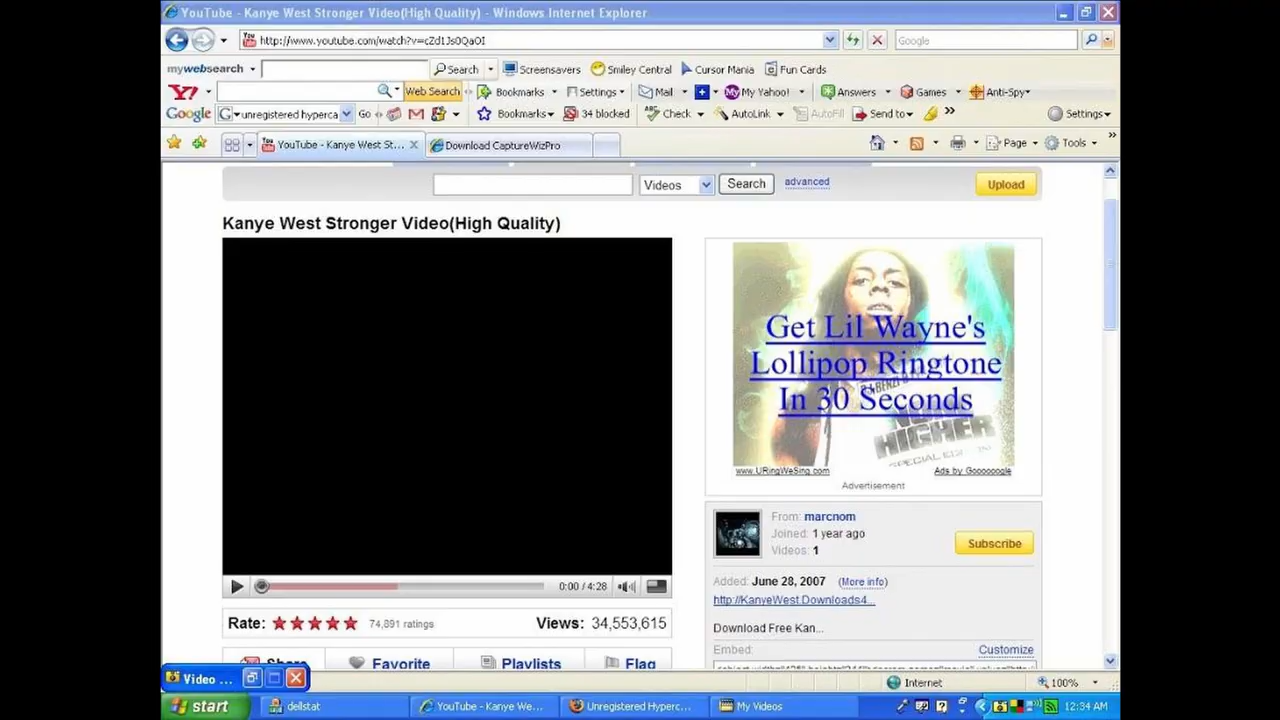 YouTube - Kanye West Stronger Video(High Quality) - Windows Internet Explorer
http://www.youtube.com/watch?v=cZd1Js0QaOI
Google
mywebsearch Search Screensavers Smiley Central Cursor Mania Fun Cards
Y! Web Search Bookmarks Settings Mail My Yahoo! Answers Games Anti-Spy
Google unregistered hyperca Go Bookmarks 34 blocked Check AutoLink AutoFill Send to Settings
YouTube - Kanye West St... Download CaptureWizPro Page Tools
Videos Search advanced Upload
Kanye West Stronger Video(High Quality)
Get Lil Wayne's
Lollipop Ringtone
In 30 Seconds
HIGHER
www.URingWeSing.com Ads by Goooooogle
Advertisement
From: marcnom
Joined: 1 year ago
Videos: 1
Subscribe
Added: June 28, 2007 (More info)
http://KanyeWest.Downloads4...
Download Free Kan...
Embed: Customize
0:00 / 4:28
Rate: 74,891 ratings Views: 34,553,615
Share Favorite Playlists Flag
Video ... Internet 100%
start dellstat YouTube - Kanye We... Unregistered Hyperc... My Videos 12:34 AM